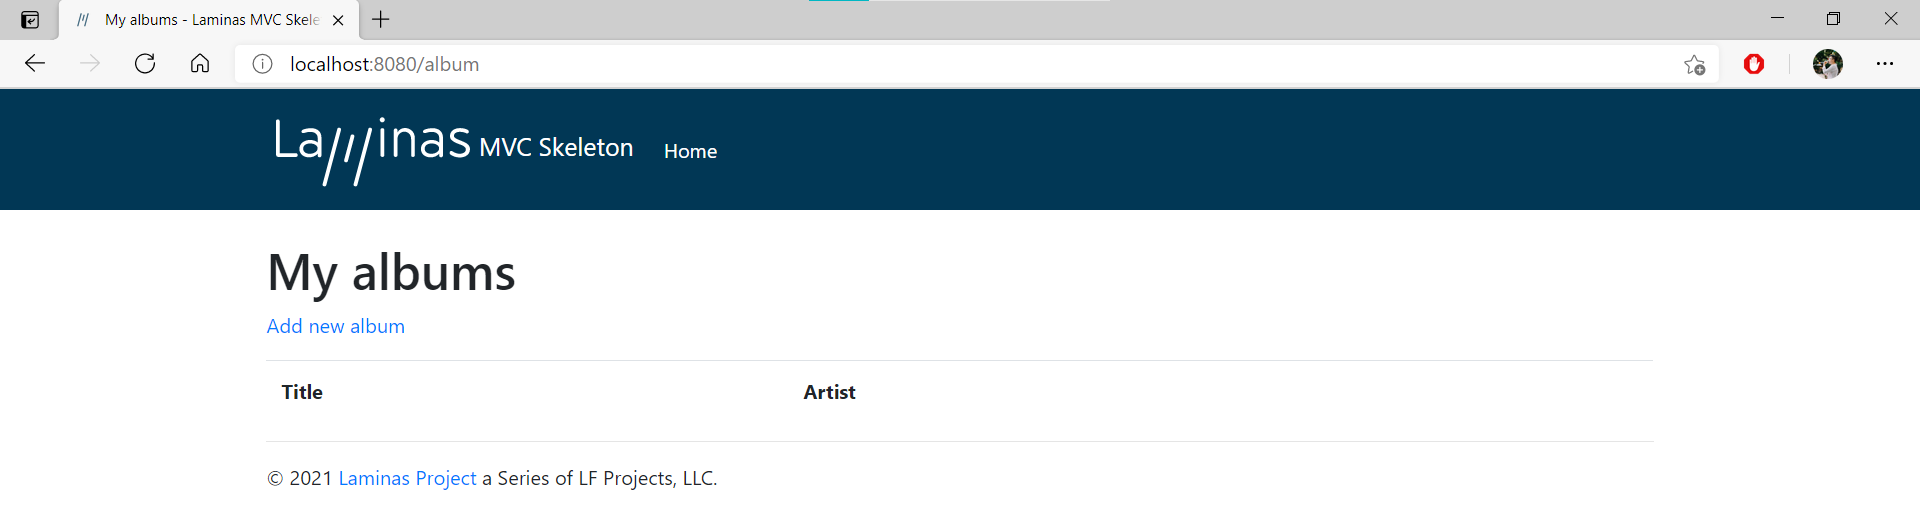 My albums - Laminas MVC Skele
localhost:8080/album
Laminas MVC Skeleton Home
My albums
Add new album
Title Artist
© 2021 Laminas Project a Series of LF Projects, LLC.